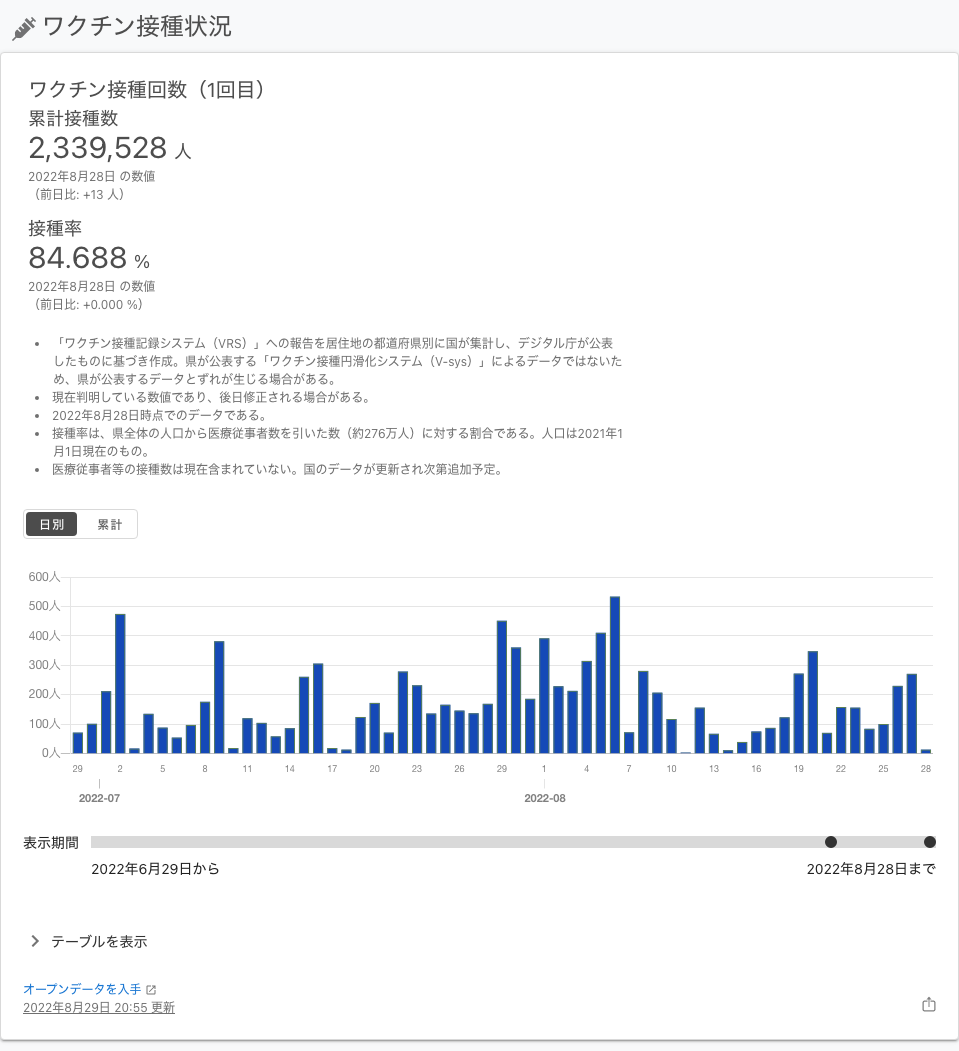 ワクチン接種状況
ワクチン接種回数（1回目）
累計接種数
2,339,528 人
2022年8月28日 の数値
（前日比: +13 人）
接種率
84.688 %
2022年8月28日 の数値
（前日比: +0.000 %）
• 「ワクチン接種記録システム（VRS）」への報告を居住地の都道府県別に国が集計し、デジタル庁が公表
したものに基づき作成。県が公表する「ワクチン接種円滑化システム（V-sys）」によるデータではないた
め、県が公表するデータとずれが生じる場合がある。
• 現在判明している数値であり、後日修正される場合がある。
• 2022年8月28日時点でのデータである。
• 接種率は、県全体の人口から医療従事者数を引いた数（約276万人）に対する割合である。人口は2021年1
月1日現在のもの。
• 医療従事者等の接種数は現在含まれていない。国のデータが更新され次第追加予定。
日別 累計
600人
500人
400人
300人
200人
100人
0人
29 2 5 8 11 14 17 20 23 26 29 1 4 7 10 13 16 19 22 25 28
2022-07 2022-08
表示期間
2022年6月29日から 2022年8月28日まで
テーブルを表示
オープンデータを入手
2022年8月29日 20:55 更新